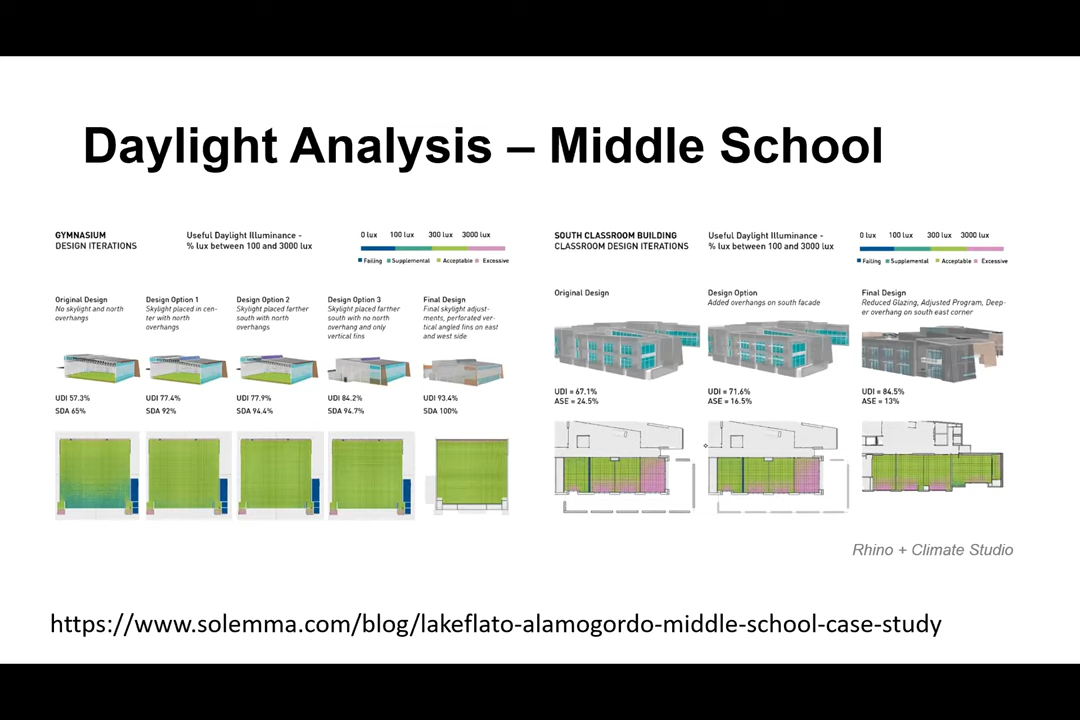 Daylight Analysis – Middle School
GYMNASIUM
DESIGN ITERATIONS
Useful Daylight Illuminance -
% lux between 100 and 3000 lux
0 lux 100 lux 300 lux 3000 lux
Failing Supplemental Acceptable Excessive
Original Design
No skylight and north
overhangs
UDI 57.3%
SDA 65%
Design Option 1
Skylight placed in cen-
ter with north
overhangs
UDI 77.4%
SDA 92%
Design Option 2
Skylight placed farther
south with north
overhangs
UDI 77.9%
SDA 94.4%
Design Option 3
Skylight placed farther
south with no north
overhang and only
vertical fins
UDI 84.2%
SDA 94.7%
Final Design
Final skylight adjust-
ments, perforated ver-
tical angled fins on east
and west side
UDI 93.4%
SDA 100%
SOUTH CLASSROOM BUILDING
CLASSROOM DESIGN ITERATIONS
Useful Daylight Illuminance -
% lux between 100 and 3000 lux
0 lux 100 lux 300 lux 3000 lux
Failing Supplemental Acceptable Excessive
Original Design
UDI = 67.1%
ASE = 24.5%
Design Option
Added overhangs on south facade
UDI = 71.6%
ASE = 16.5%
Final Design
Reduced Glazing, Adjusted Program, Deep-
er overhang on south east corner
UDI = 84.5%
ASE = 13%
Rhino + Climate Studio
https://www.solemma.com/blog/lakeflato-alamogordo-middle-school-case-study